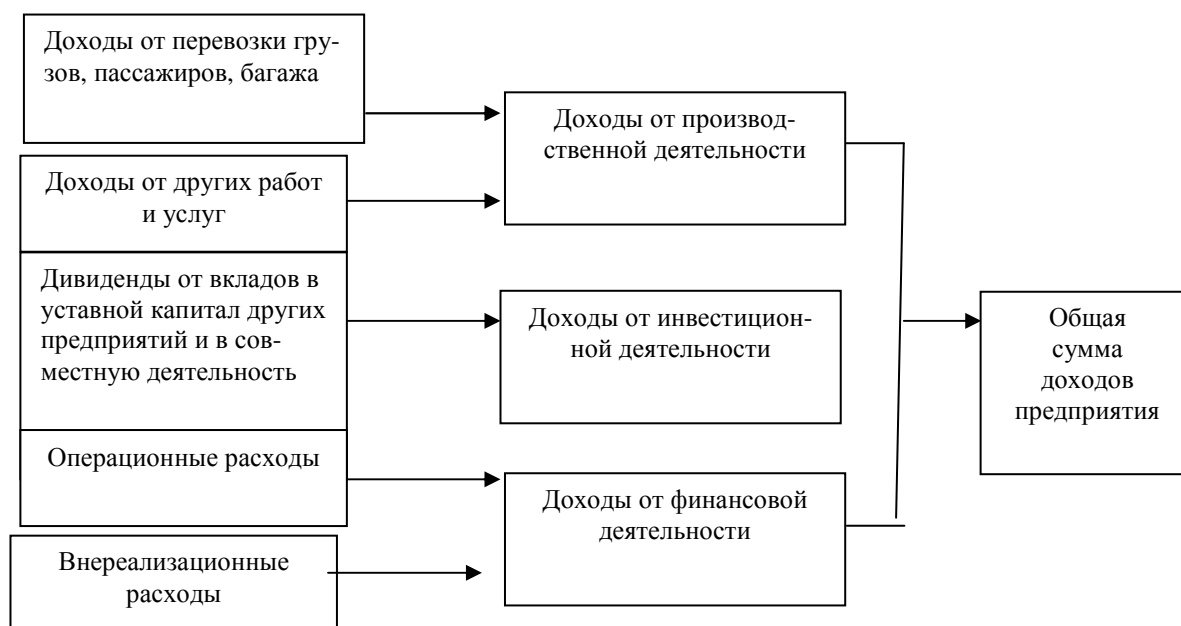 Доходы от перевозки гру-
зов, пассажиров, багажа
Доходы от других работ
и услуг
Дивиденды от вкладов в
уставной капитал других
предприятий и в сов-
местную деятельность
Операционные расходы
Внереализационные
расходы
Доходы от производ-
ственной деятельности
Доходы от инвестицион-
ной деятельности
Доходы от финансовой
деятельности
Общая
сумма
доходов
предприятия